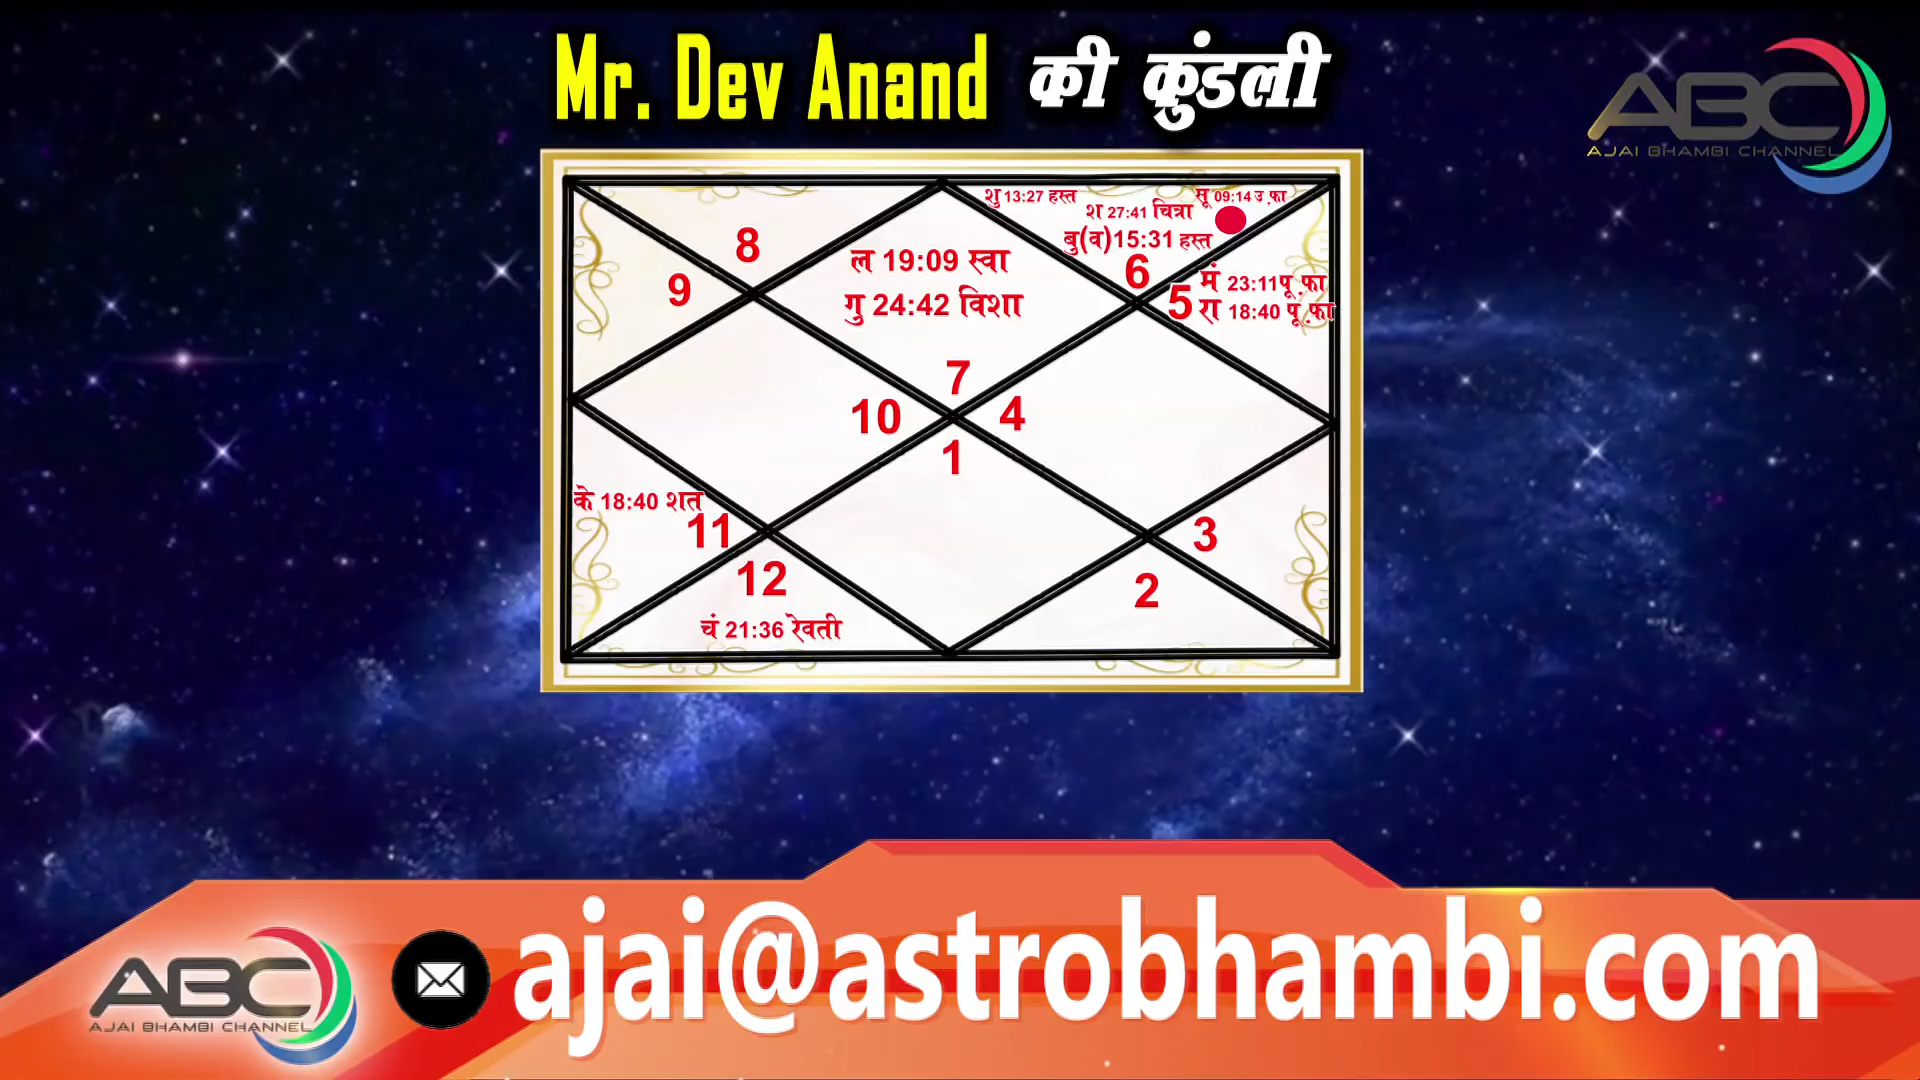 Mr. Dev Anand की कुंडली
ABC
AJAI BHAMBI CHANNEL
शु 13:27 हस्त
सू 09:14 उ.फा
श 27:41 चित्रा
बु(व)15:31 हस्त
6
8
9
ल 19:09 स्वा
गु 24:42 विशा
5
मं 23:11पू.फा
रा 18:40 पू.फा
7
10
4
1
के 18:40 शत
11
3
12
2
चं 21:36 रेवती
ABC
AJAI BHAMBI CHANNEL
ajai@astrobhambi.com